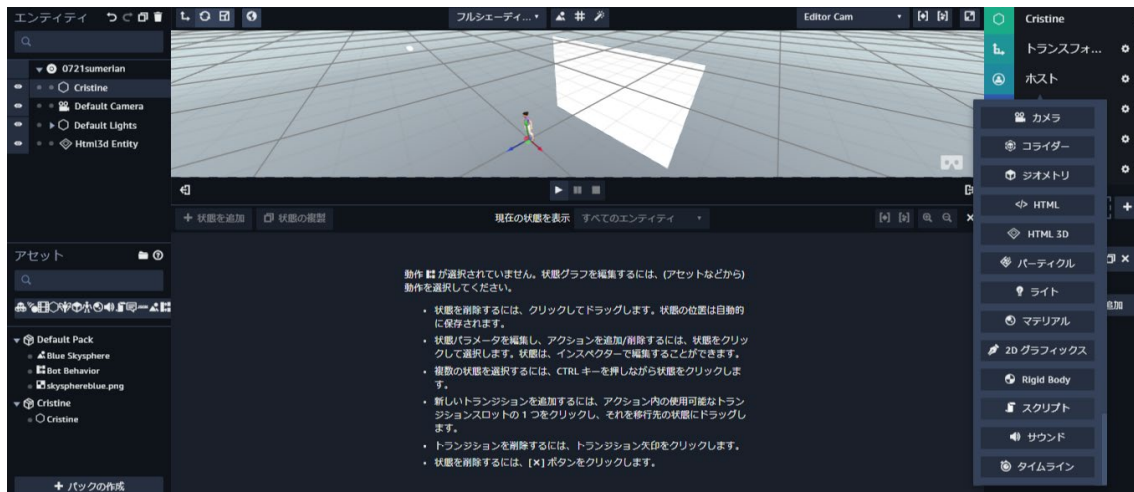 エンティティ
フルシェーディ...
Editor Cam
Cristine
0721sumerian
Cristine
Default Camera
Default Lights
Html3d Entity
トランスフォ...
ホスト
カメラ
コライダー
ジオメトリ
</> HTML
HTML 3D
パーティクル
ライト
マテリアル
2D グラフィックス
Rigid Body
スクリプト
サウンド
タイムライン
追加
+ 状態を追加
状態の複製
現在の状態を表示
すべてのエンティティ
動作 が選択されていません。状態グラフを編集するには、(アセットなどから)
動作を選択してください。
• 状態を削除するには、クリックしてドラッグします。状態の位置は自動的
に保存されます。
• 状態パラメータを編集し、アクションを追加/削除するには、状態をクリッ
クして選択します。状態は、インスペクターで編集することができます。
• 複数の状態を選択するには、CTRL キーを押しながら状態をクリックしま
す。
• 新しいトランジションを追加するには、アクション内の使用可能なトラン
ジションスロットの 1 つをクリックし、それを移行先の状態にドラッグし
ます。
• トランジションを削除するには、トランジション矢印をクリックします。
• 状態を削除するには、[×] ボタンをクリックします。
アセット
Default Pack
Blue Skysphere
Bot Behavior
skysphereblue.png
Cristine
Cristine
+ パックの作成